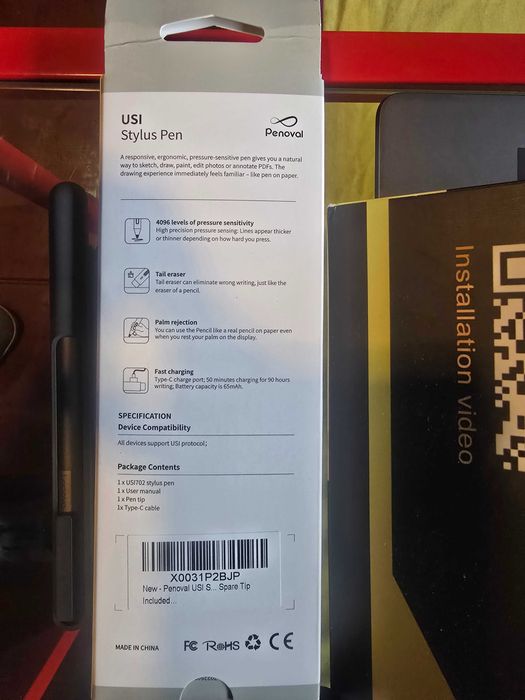 USI
Stylus Pen
Penoval
A responsive, ergonomic, pressure-sensitive pen gives you a natural
way to sketch, draw, paint, edit photos or annotate PDFs. The
drawing experience immediately feels familiar – like pen on paper.
4096 levels of pressure sensitivity
High precision pressure sensing: Lines appear thicker
or thinner depending on how hard you press.
Tail eraser
Tail eraser can eliminate wrong writing, just like the
eraser of a pencil.
Palm rejection
You can use the Pencil like a real pencil on paper even
when you rest your palm on the display.
Fast charging
Type-C charge port; 50 minutes charging for 90 hours
writing; Battery capacity is 65mAh.
SPECIFICATION
Device Compatibility
All devices support USI protocol;
Package Contents
1 x USI702 stylus pen
1 x User manual
1 x Pen tip
1x Type-C cable
X0031P2BJP
New - Penoval USI S... Spare Tip
Included...
MADE IN CHINA
FC RoHS CE
Installation video